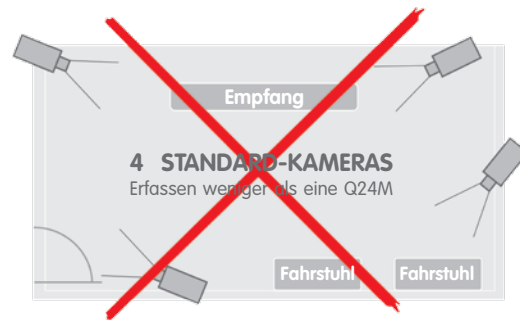 Empfang
4 STANDARD-KAMERAS
Erfassen weniger als eine Q24M
Fahrstuhl Fahrstuhl